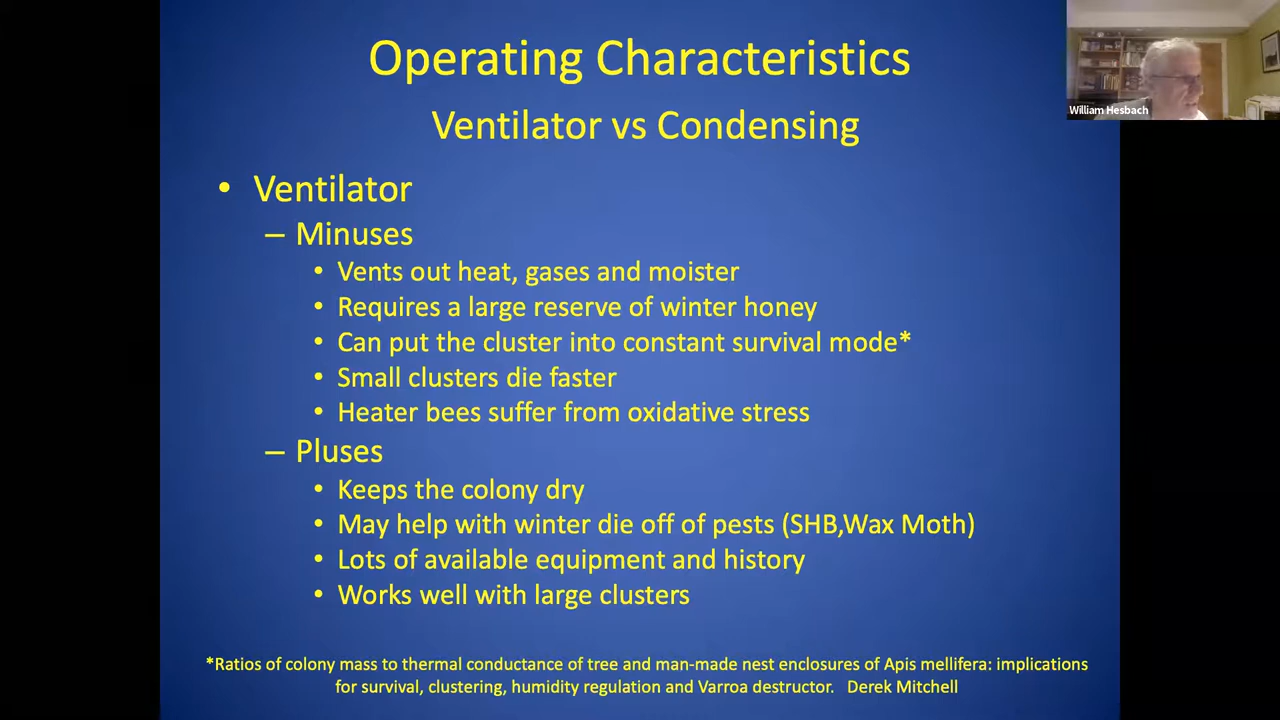 Operating Characteristics
Ventilator vs Condensing
William Hesbach
• Ventilator
– Minuses
• Vents out heat, gases and moister
• Requires a large reserve of winter honey
• Can put the cluster into constant survival mode*
• Small clusters die faster
• Heater bees suffer from oxidative stress
– Pluses
• Keeps the colony dry
• May help with winter die off of pests (SHB,Wax Moth)
• Lots of available equipment and history
• Works well with large clusters
*Ratios of colony mass to thermal conductance of tree and man-made nest enclosures of Apis mellifera: implications
for survival, clustering, humidity regulation and Varroa destructor. Derek Mitchell